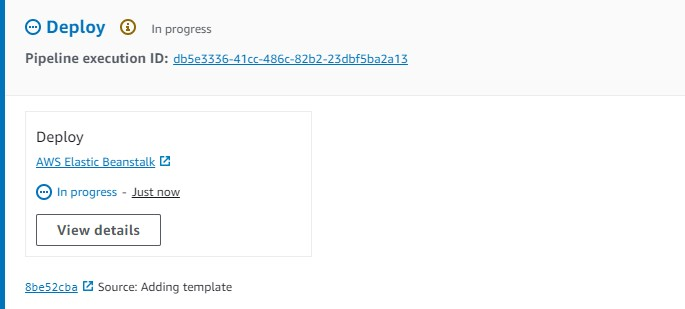 Deploy In progress
Pipeline execution ID: db5e3336-41cc-486c-82b2-23dbf5ba2a13
Deploy
AWS Elastic Beanstalk
In progress - Just now
View details
8be52cba Source: Adding template